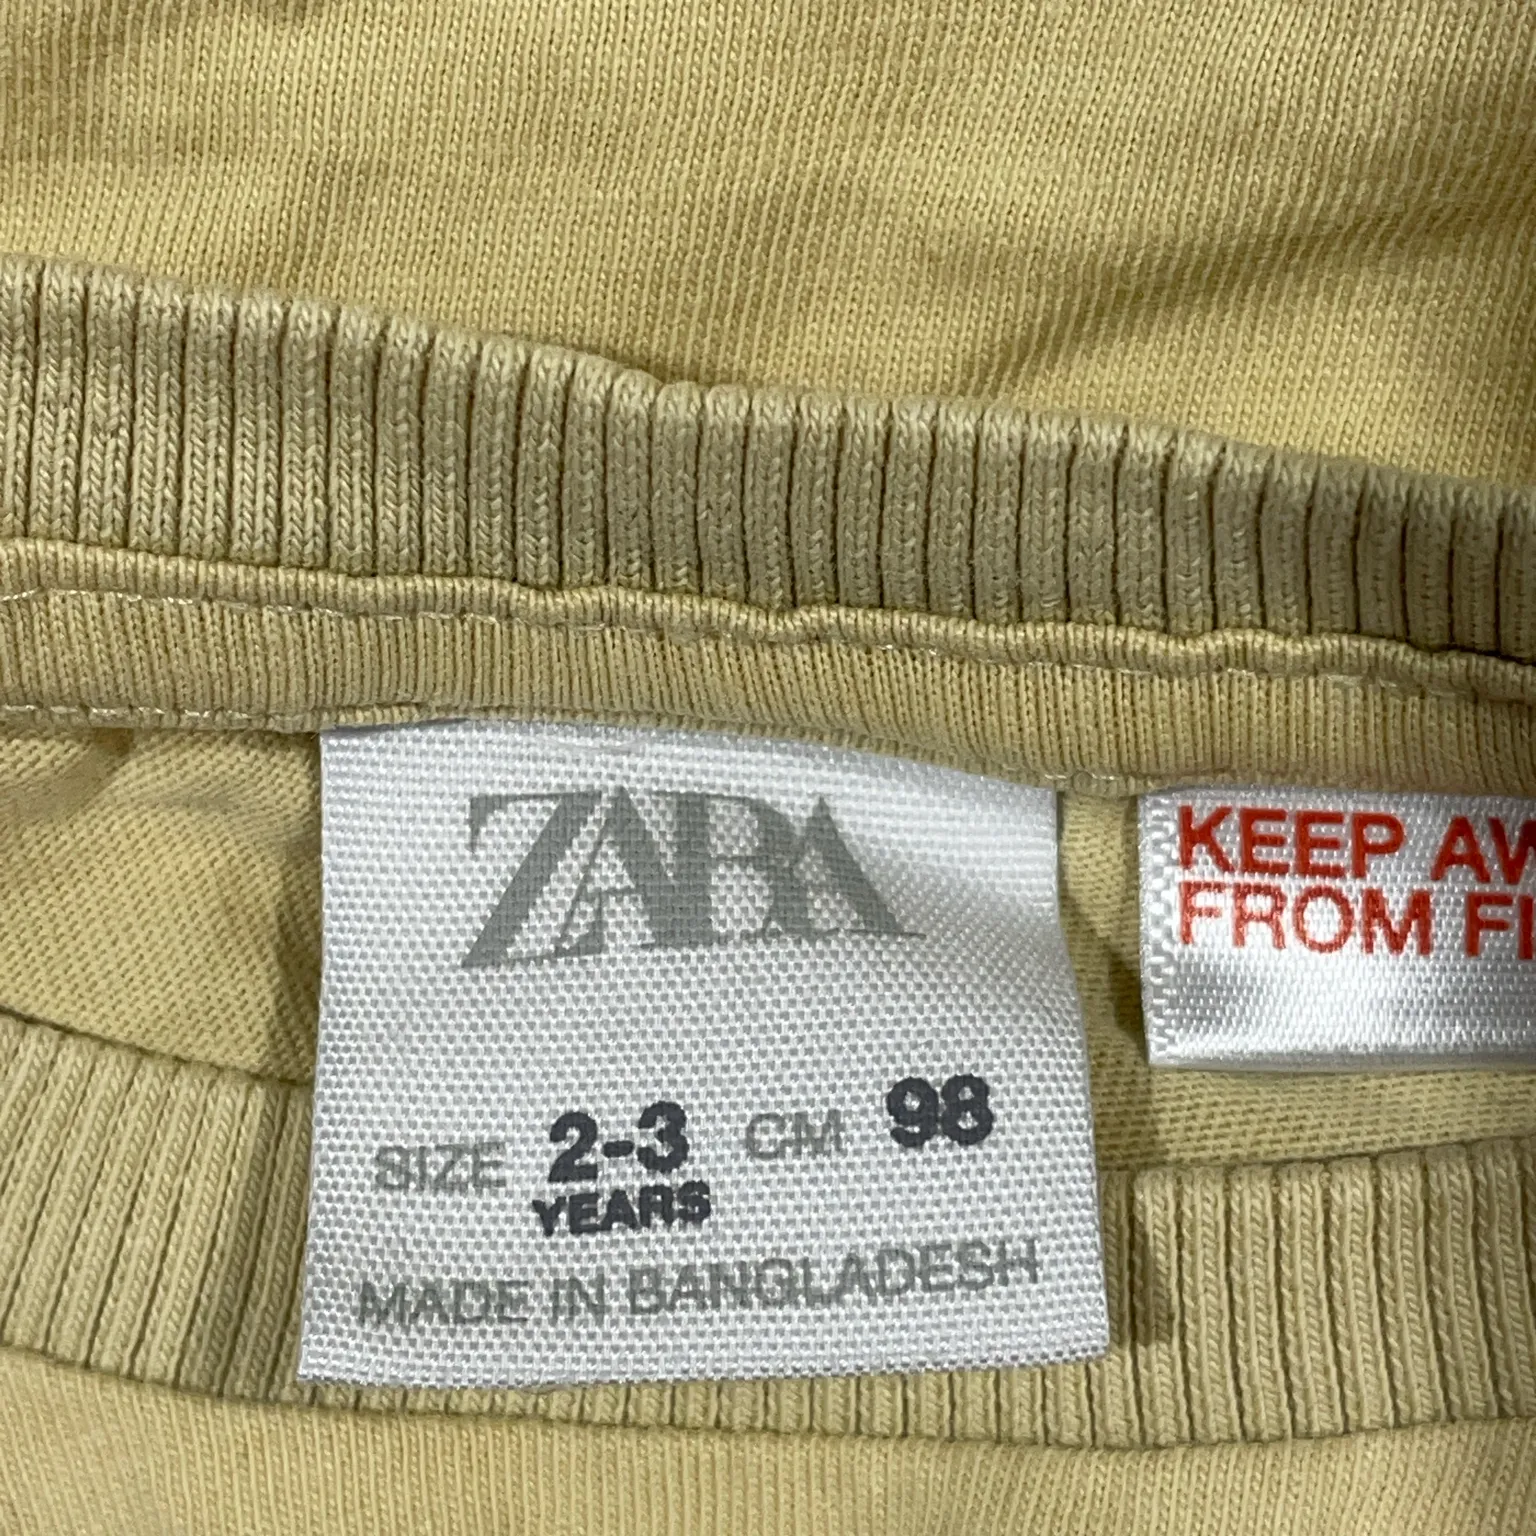 ZARA
SIZE 2-3 CM 98
YEARS
MADE IN BANGLADESH
KEEP AW
FROM FI